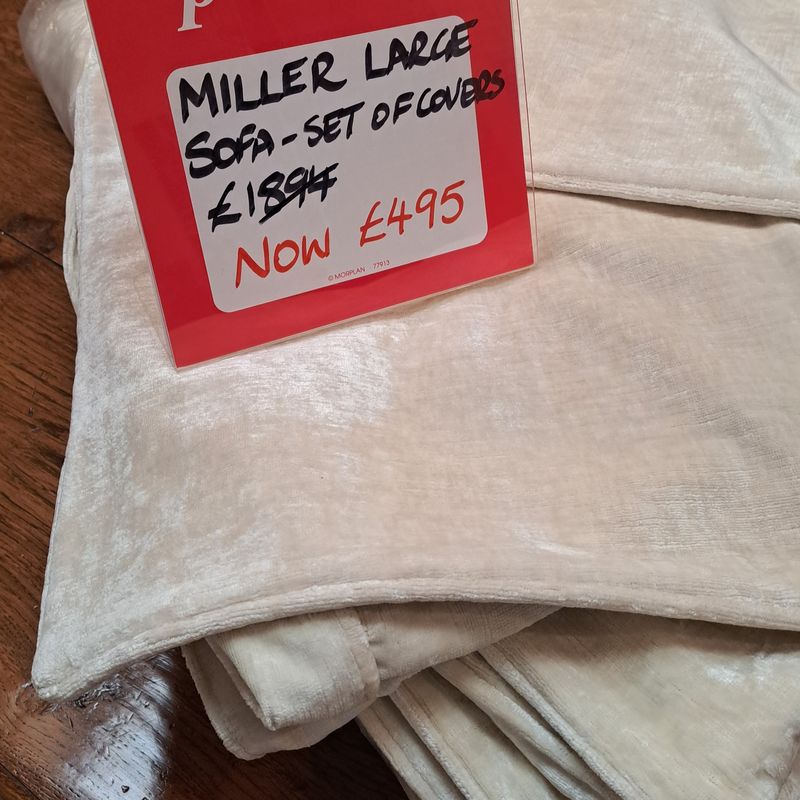 MILLER LARGE
SOFA - SET OF COVERS
£1894
NOW £495
© MORPLAN 77913